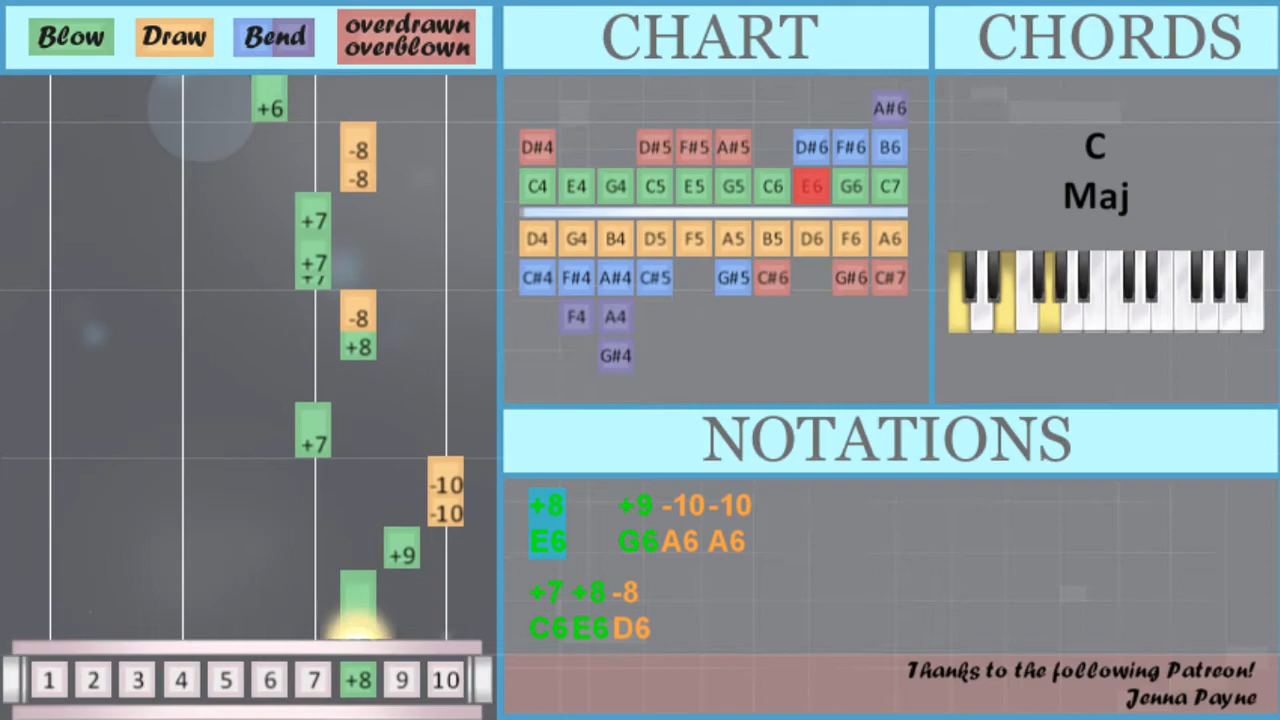 Blow Draw Bend overdrawn
overblown
CHART
CHORDS
+6
-8
-8
+7
+7
+7
-8
+8
+7
-10
-10
+9
1 2 3 4 5 6 7 +8 9 10
A#6
D#4 D#5 F#5 A#5 D#6 F#6 B6
C4 E4 G4 C5 E5 G5 C6 E6 G6 C7
D4 G4 B4 D5 F5 A5 B5 D6 F6 A6
C#4 F#4 A#4 C#5 G#5 C#6 G#6 C#7
F4 A4
G#4
C
Maj
NOTATIONS
+8 +9 -10 -10
E6 G6 A6 A6
+7 +8 -8
C6 E6 D6
Thanks to the following Patreon!
Jenna Payne